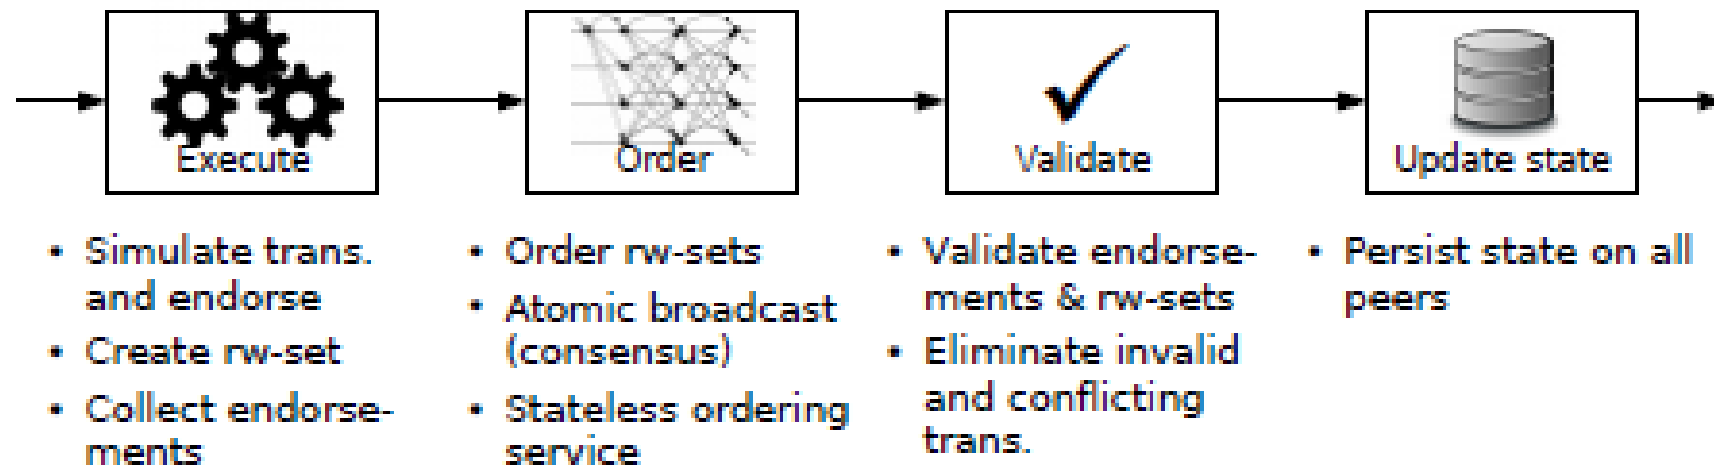 Execute
Order
Validate
Update state
• Simulate trans.
and endorse
• Create rw-set
• Collect endorse-
ments
• Order rw-sets
• Atomic broadcast
(consensus)
• Stateless ordering
service
• Validate endorse-
ments & rw-sets
• Eliminate invalid
and conflicting
trans.
• Persist state on all
peers